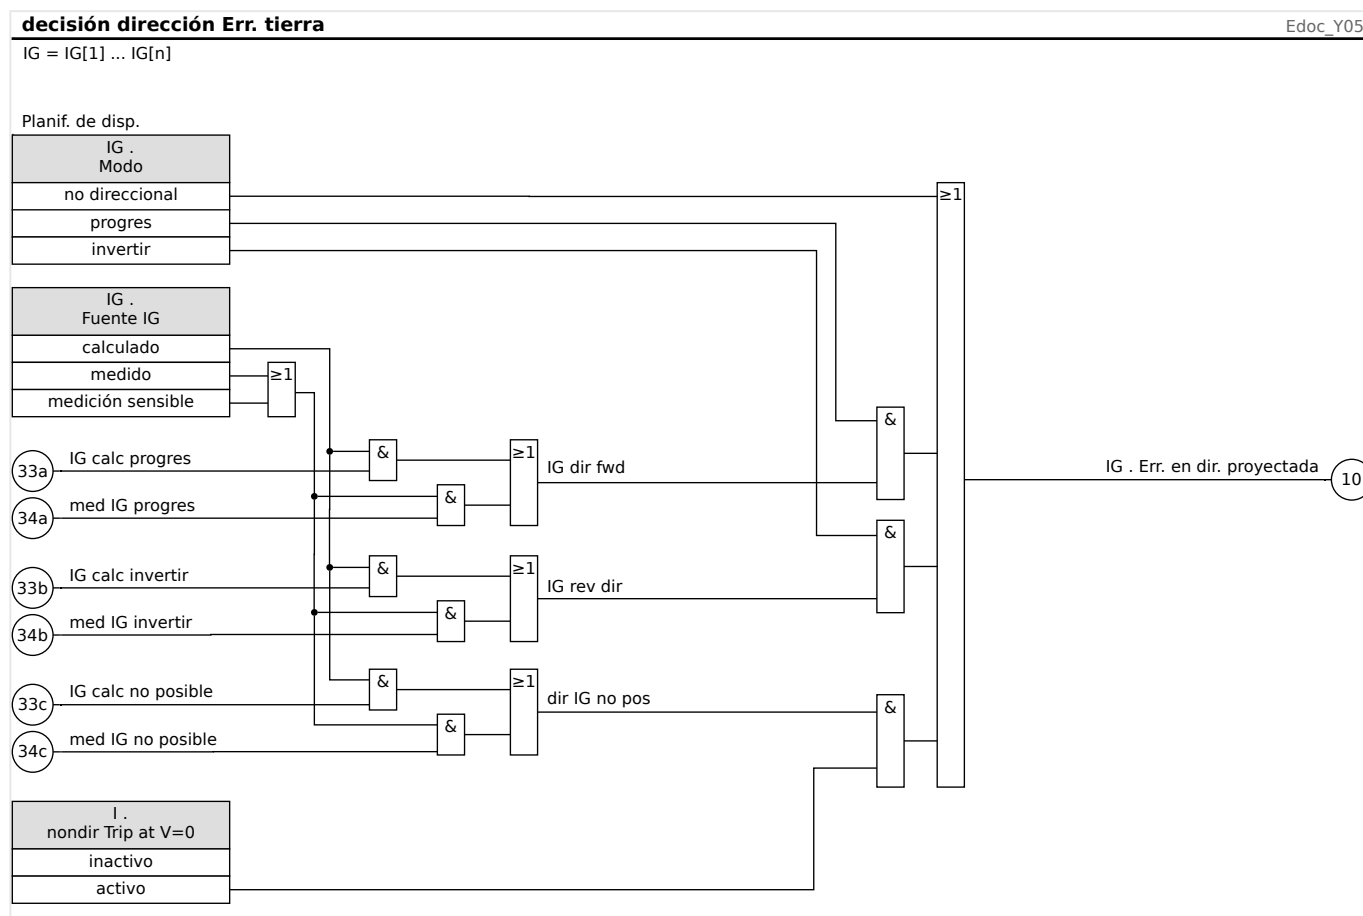 decisión dirección Err. tierra
Edoc_Y05
IG = IG[1] ... IG[n]
Planif. de disp.
IG .
Modo
no direccional
≥1
progres
invertir
IG .
Fuente IG
calculado
medido
≥1
medición sensible
&
33a
IG calc progres
&
≥1
IG dir fwd
IG . Err. en dir. proyectada
10
34a
med IG progres
&
&
33b
IG calc invertir
&
≥1
IG rev dir
34b
med IG invertir
&
33c
IG calc no posible
&
≥1
dir IG no pos
&
34c
med IG no posible
&
I .
nondir Trip at V=0
inactivo
activo